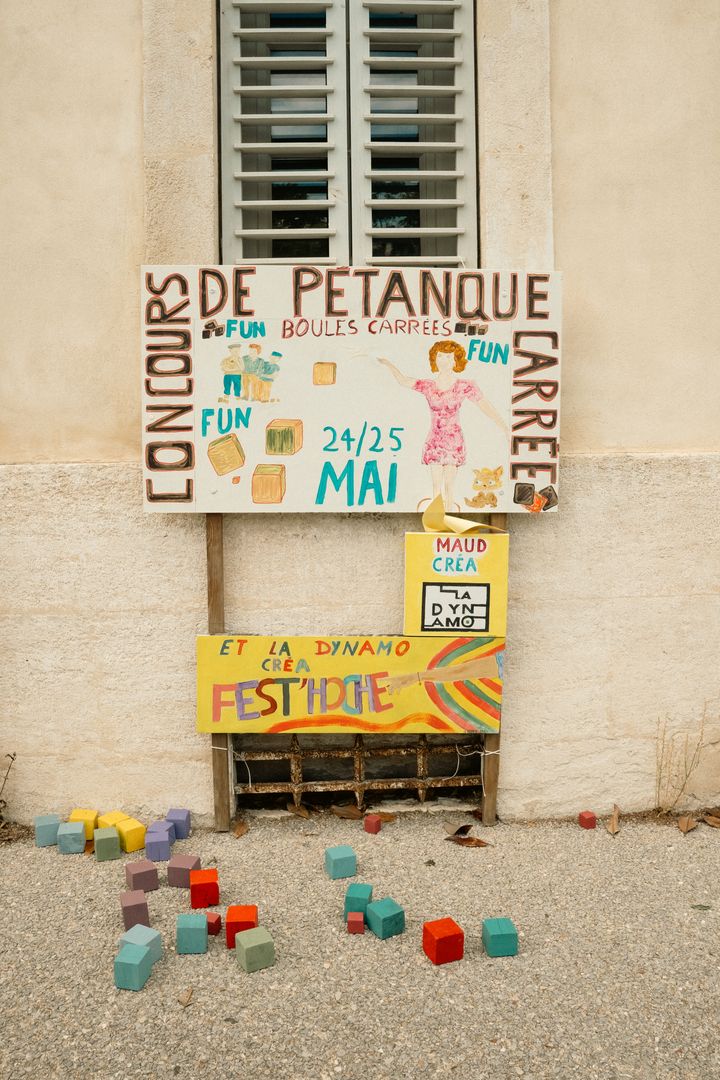 CONCOURS
DE PÉTANQUE
CARRÉE
FUN
BOULES CARRÉES
FUN
FUN
24/25
MAI
MAUD
CRÉA
LA
DYN
AMO
ET LA DYNAMO
CRÉA
FEST'HOCHE